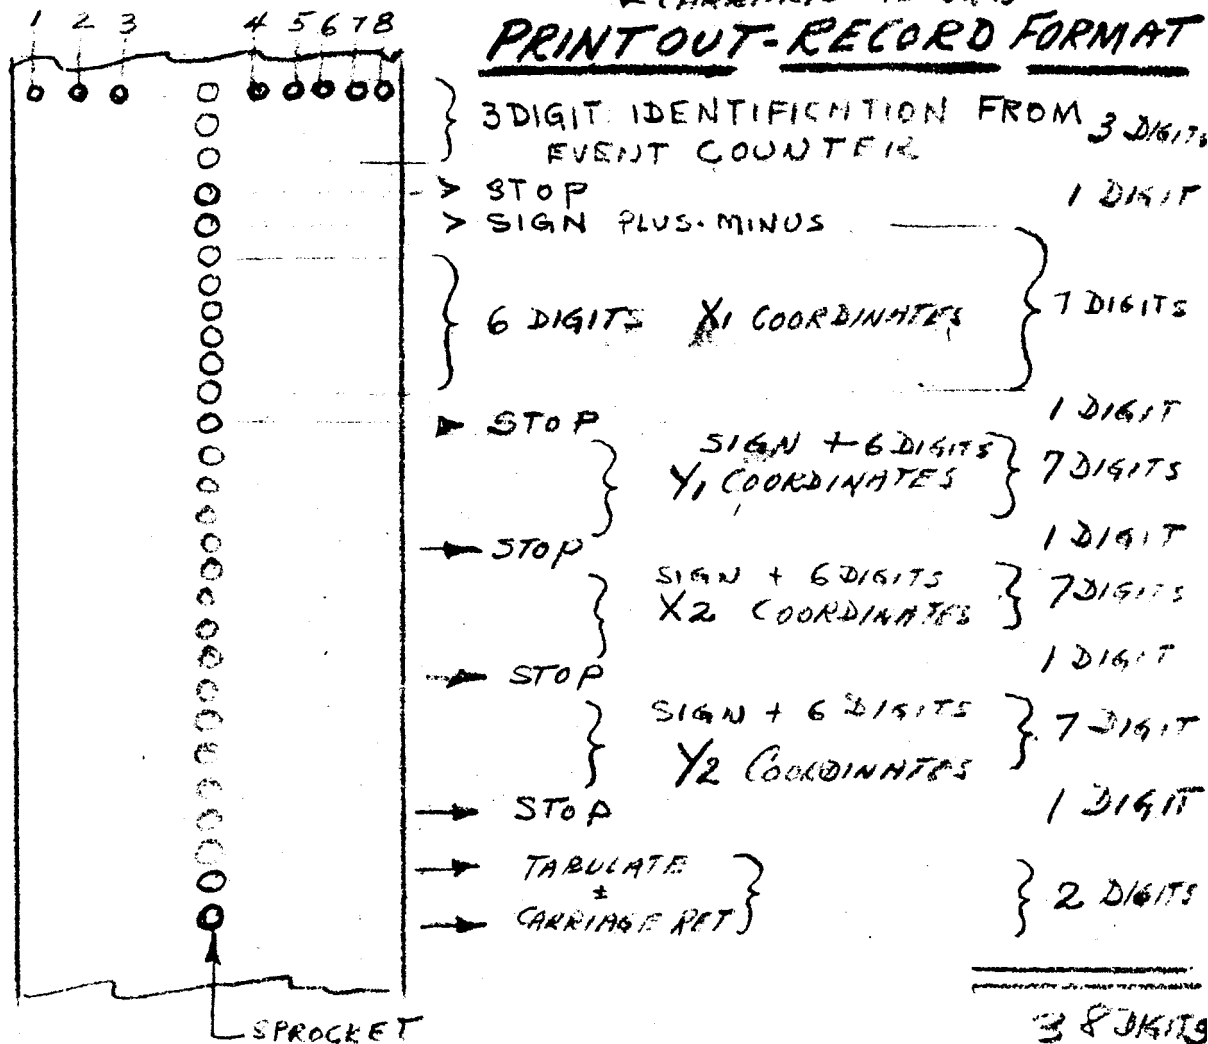 1 2 3 4 5 6 7 8
PRINTOUT-RECORD FORMAT
3 DIGIT IDENTIFICATION FROM 3 DIGITS
EVENT COUNTER
STOP 1 DIGIT
SIGN PLUS-MINUS
6 DIGITS X1 COORDINATES 7 DIGITS
STOP 1 DIGIT
SIGN + 6 DIGITS
Y1 COORDINATES 7 DIGITS
STOP 1 DIGIT
SIGN + 6 DIGITS
X2 COORDINATES 7 DIGITS
STOP 1 DIGIT
SIGN + 6 DIGITS 7 DIGIT
Y2 COORDINATES
STOP 1 DIGIT
TABULATE
±
CARRIAGE RET 2 DIGITS
38 DIGITS
SPROCKET